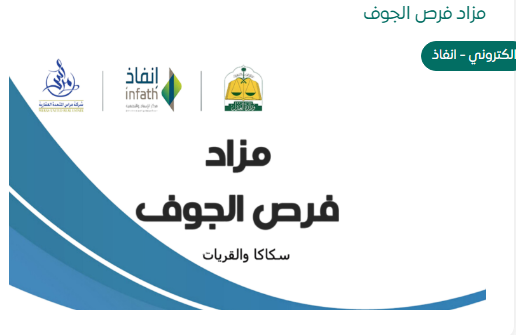 مزاد فرص الجوف
الكتروني - انفاذ
انفاذ
infath
مزاد
فرص الجوف
سكاكا والقريات